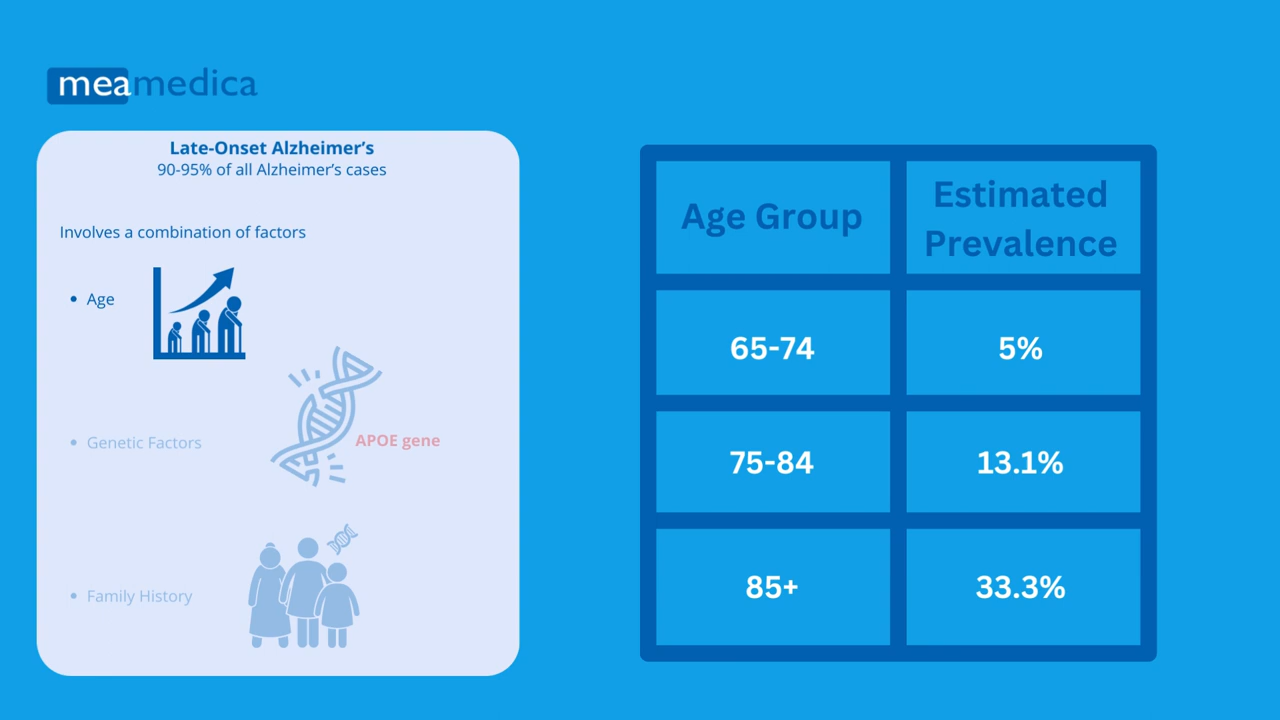 meamedica
Late-Onset Alzheimer's
90-95% of all Alzheimer's cases
Involves a combination of factors
• Age
• Genetic Factors
APOE gene
• Family History
Age Group
Estimated
Prevalence
65-74
5%
75-84
13.1%
85+
33.3%